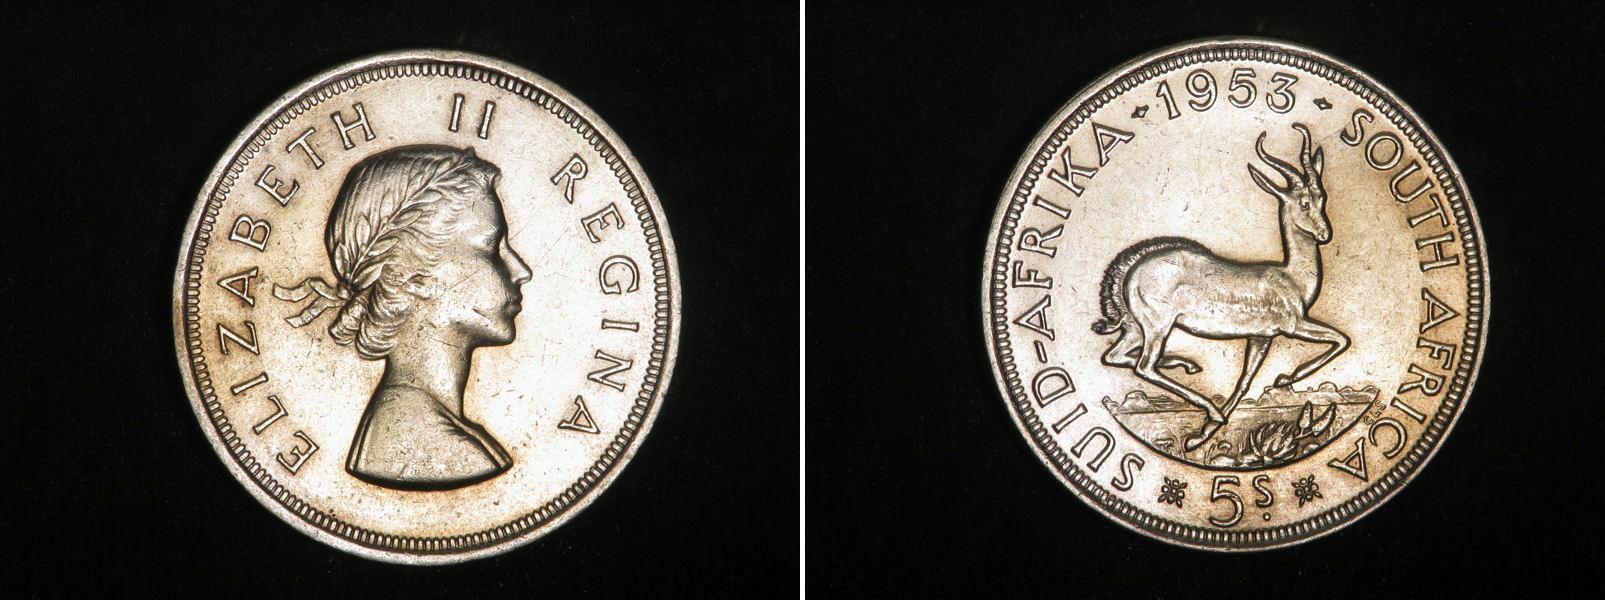 ELIZABETH II REGINA
SUID-AFRIKA · 1953 · SOUTH AFRICA
5S.